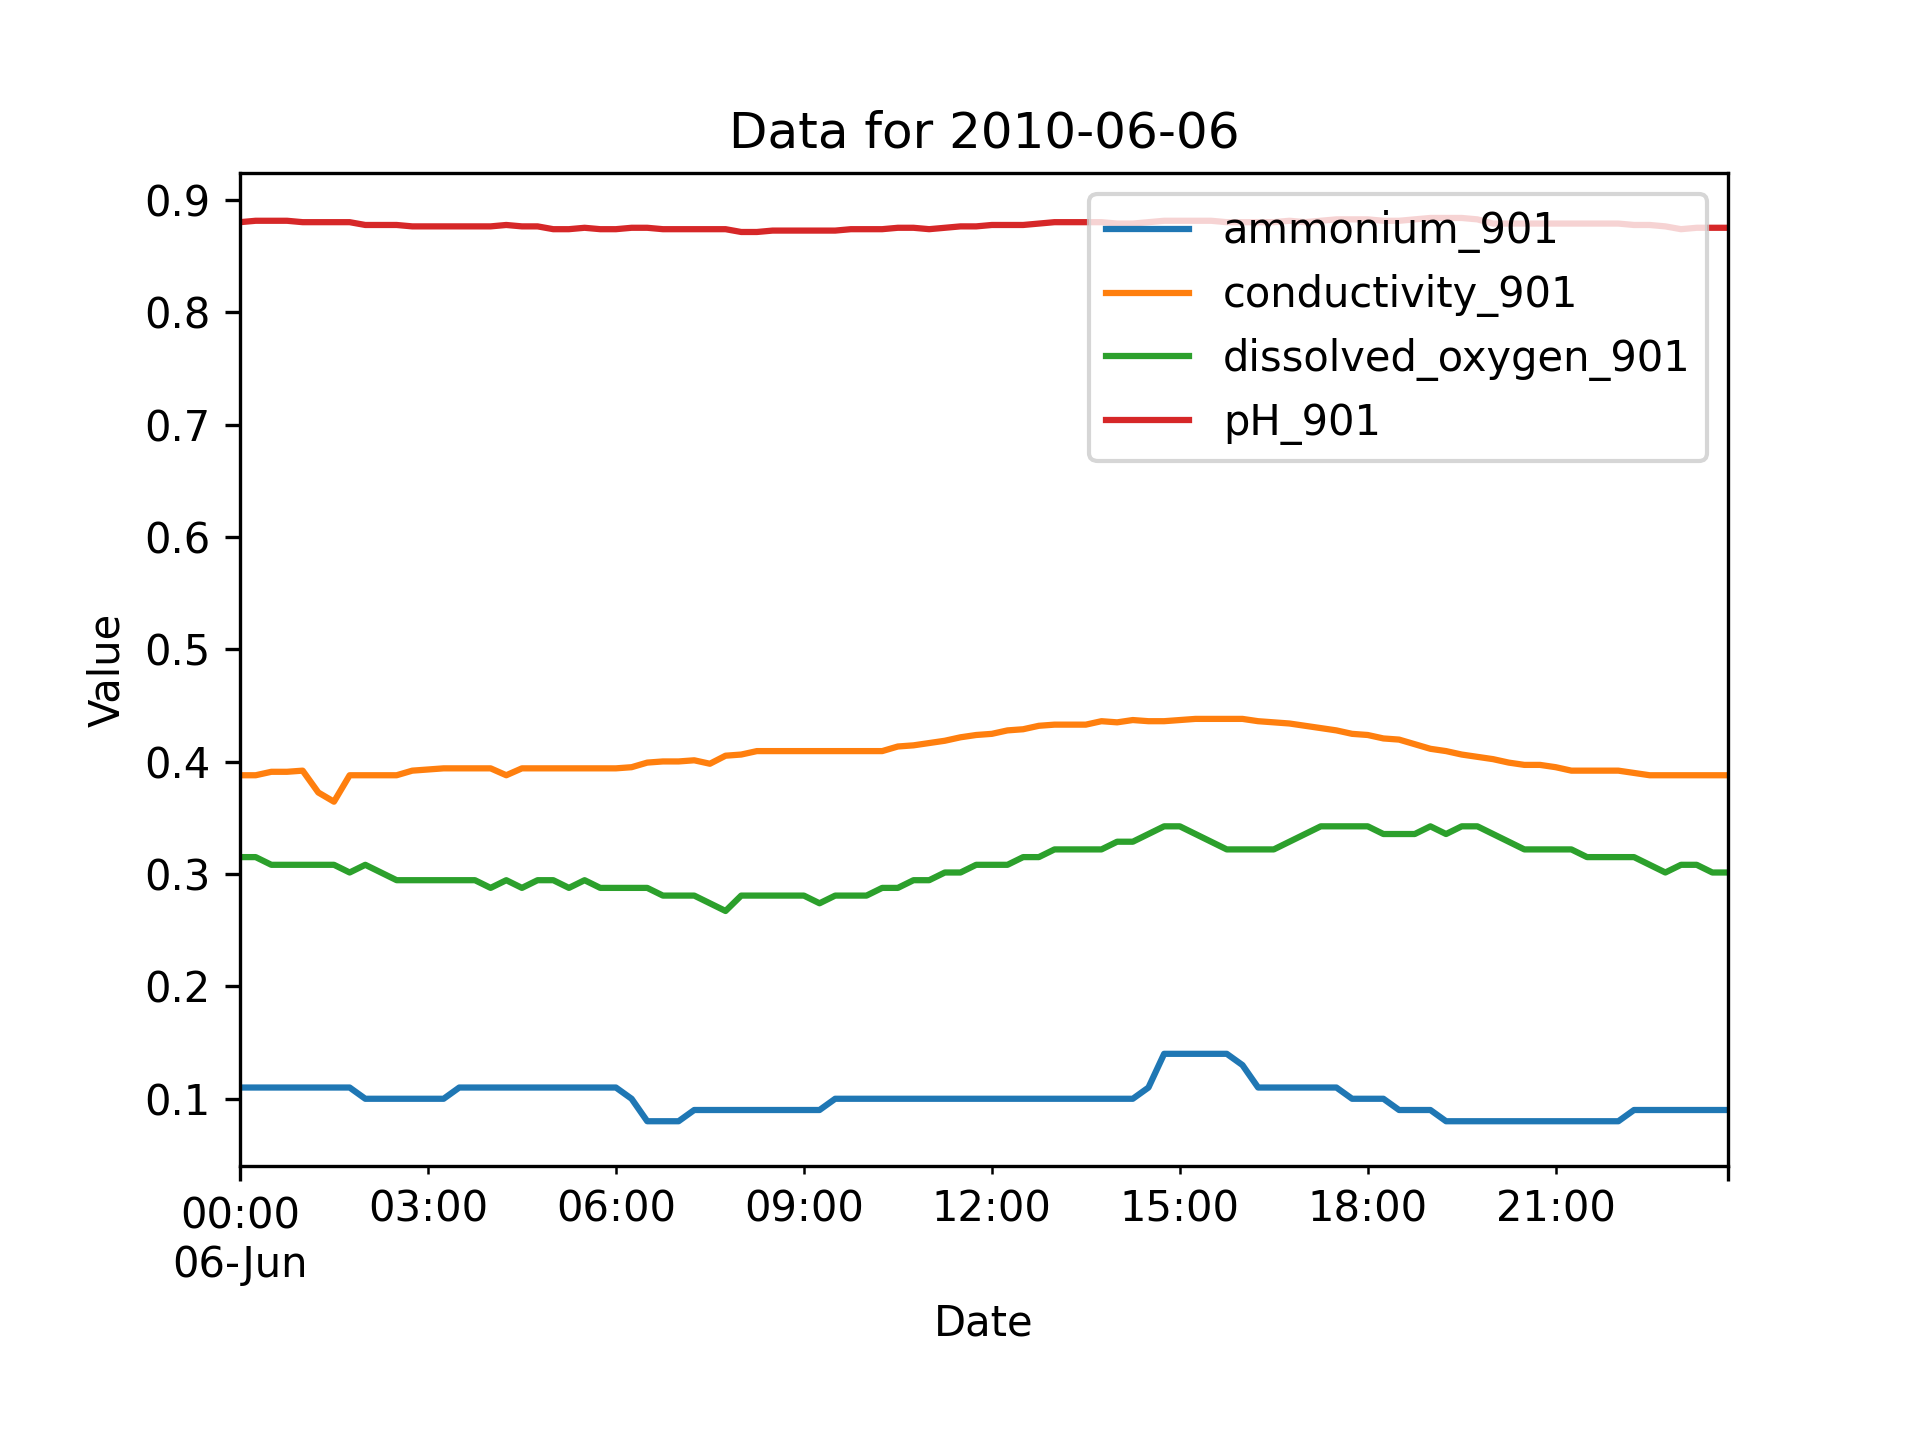 Data for 2010-06-06
0.9
0.8
0.7
0.6
0.5
0.4
0.3
0.2
0.1
Value
ammonium_901
conductivity_901
dissolved_oxygen_901
pH_901
00:00 03:00 06:00 09:00 12:00 15:00 18:00 21:00
06-Jun
Date